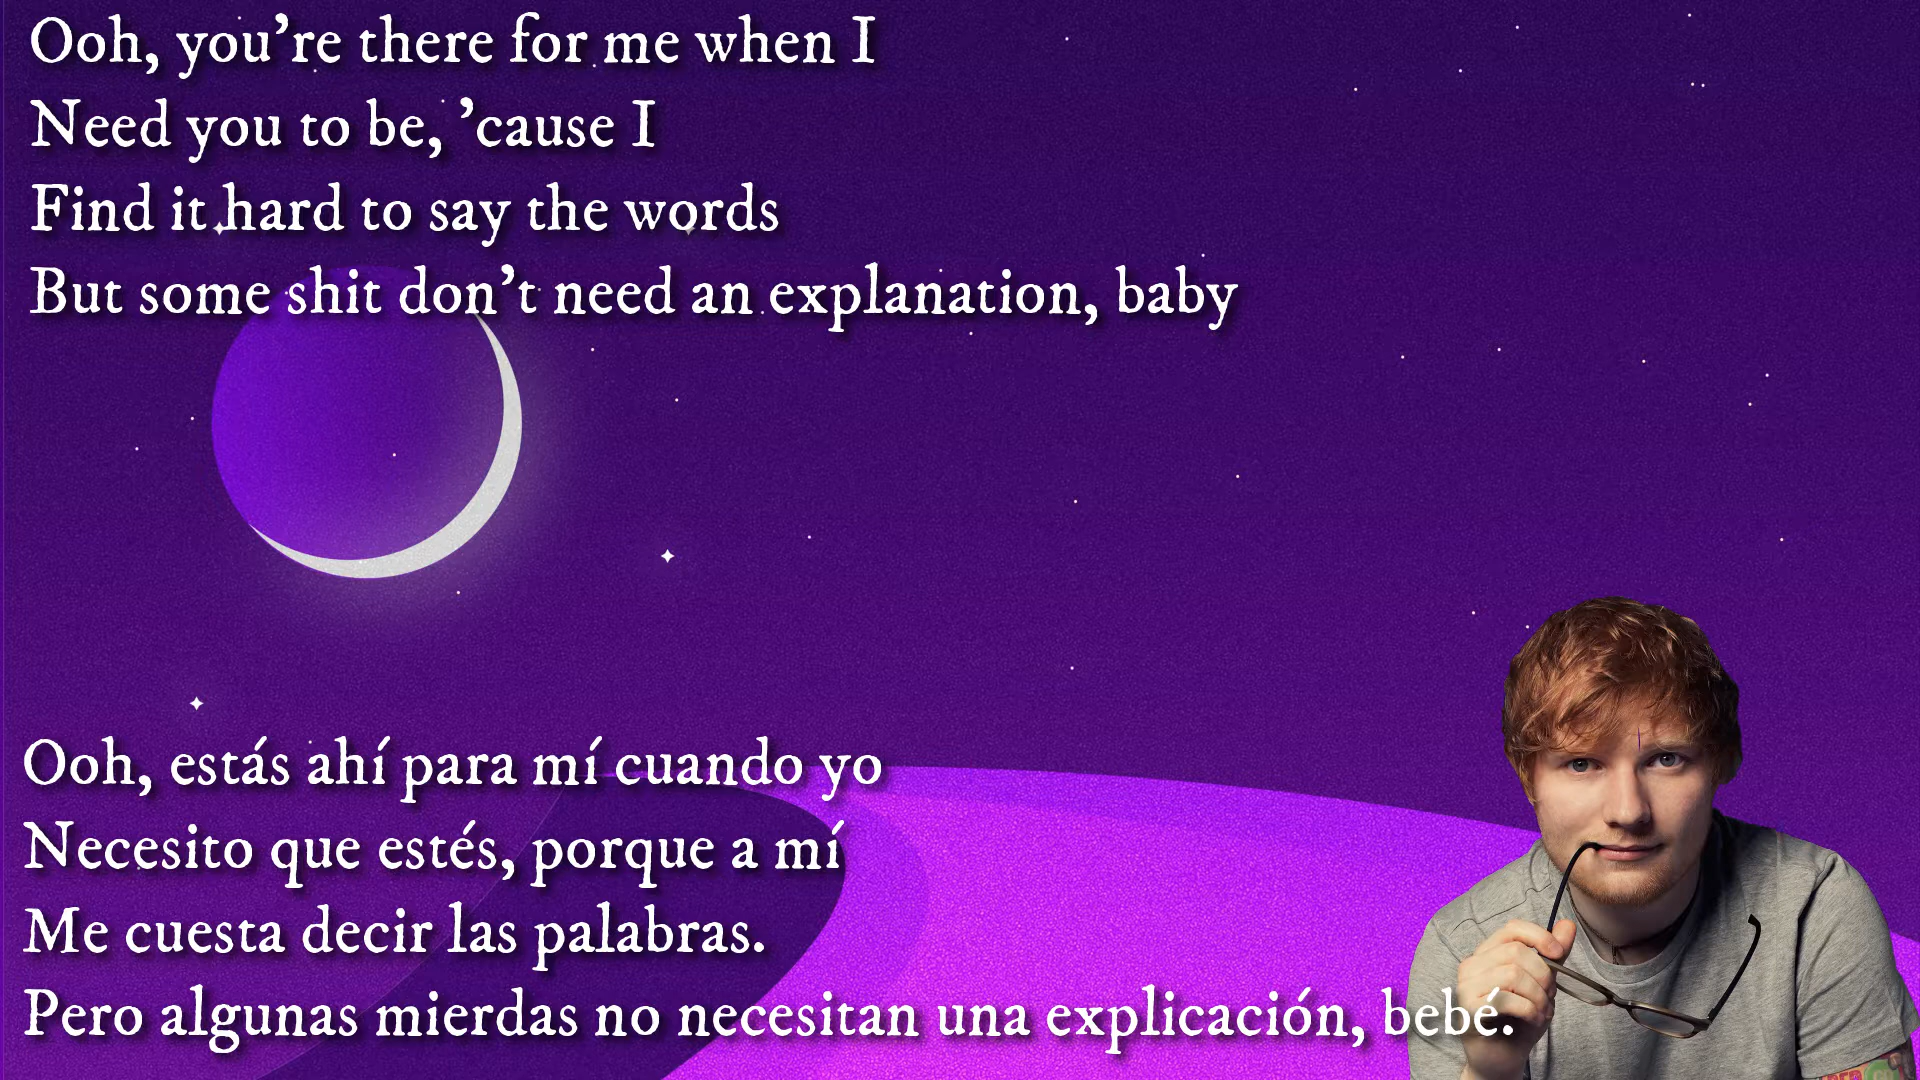 Ooh, you’re there for me when I
Need you to be, ’cause I
Find it hard to say the words
But some shit don’t need an explanation, baby
Ooh, estás ahí para mí cuando yo
Necesito que estés, porque a mí
Me cuesta decir las palabras.
Pero algunas mierdas no necesitan una explicación, bebé.